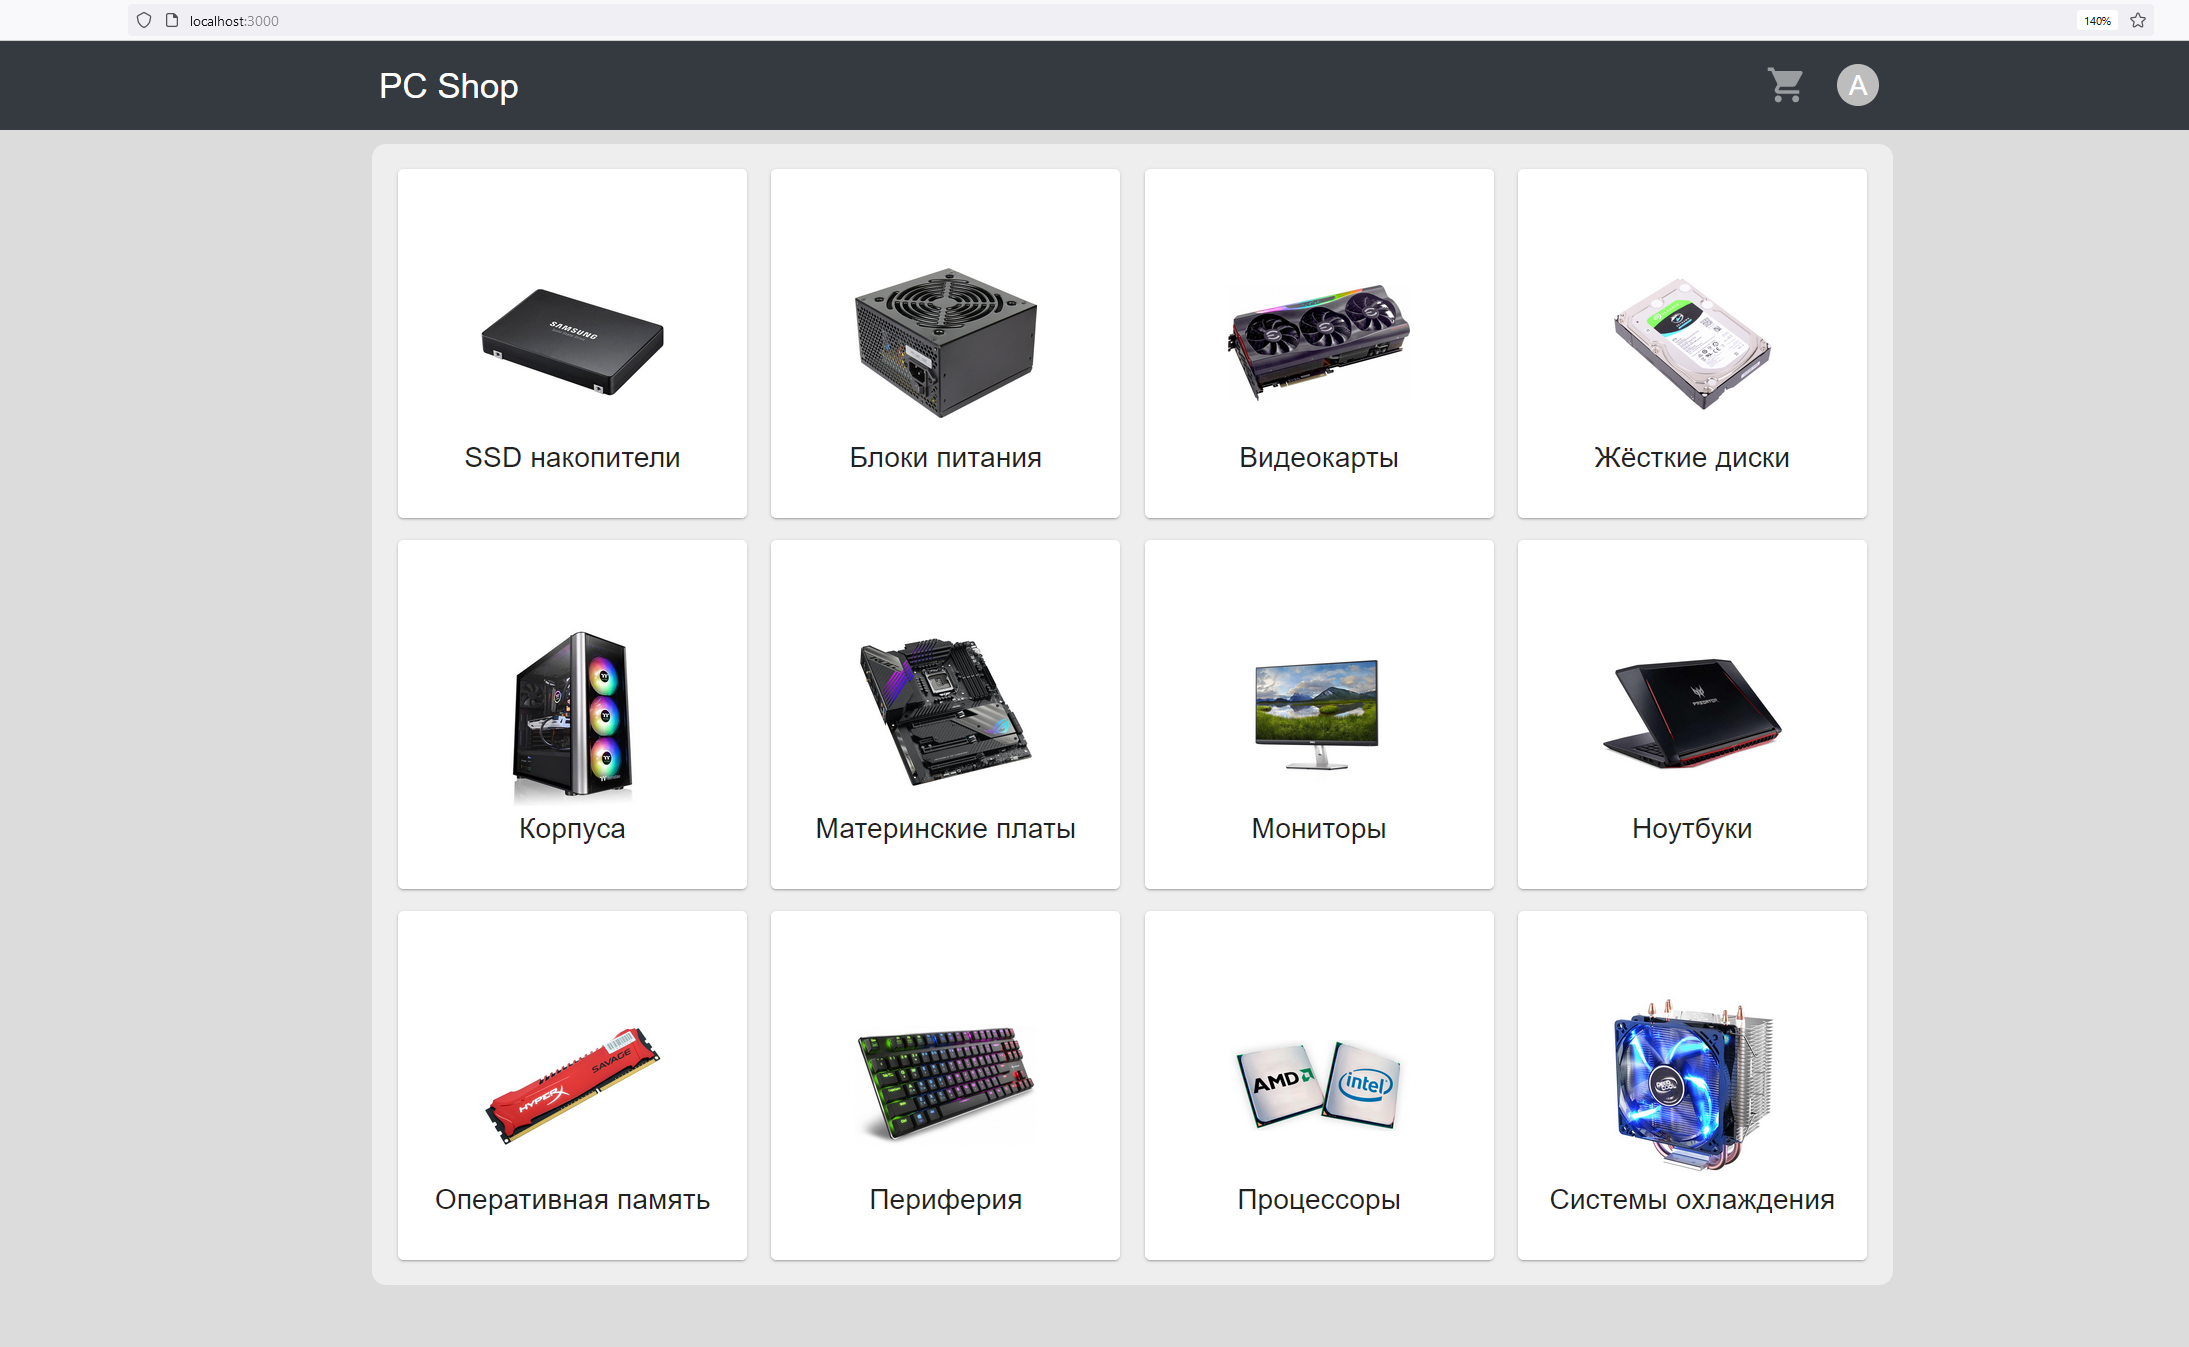 localhost:3000
140%
PC Shop
A
SAMSUNG
SSD накопители
Блоки питания
Видеокарты
Жёсткие диски
PREDATOR
Корпуса
Материнские платы
Мониторы
Ноутбуки
HYPERX SAVAGE
AMD
intel
Оперативная память
Периферия
Процессоры
Системы охлаждения